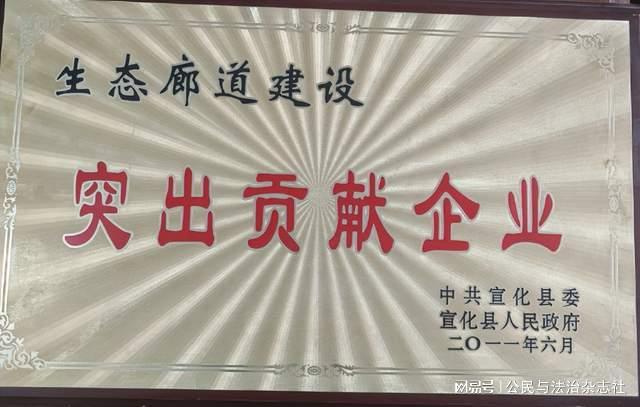 生态廊道建设
突出贡献企业
中共宣化县委
宣化县人民政府
二〇一一年六月
搜狐号@公民与法治杂志社